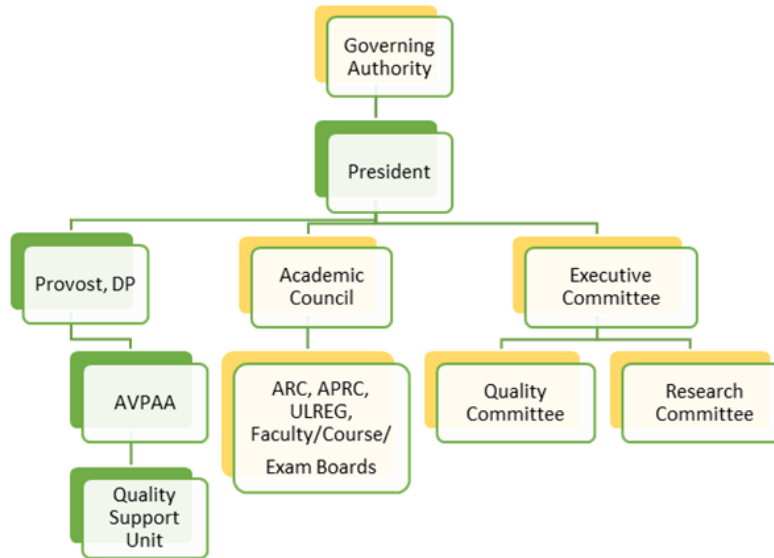 Governing
Authority
President
Provost, DP
Academic
Council
Executive
Committee
AVPAA
ARC, APRC,
ULREG,
Faculty/Course/
Exam Boards
Quality
Committee
Research
Committee
Quality
Support
Unit